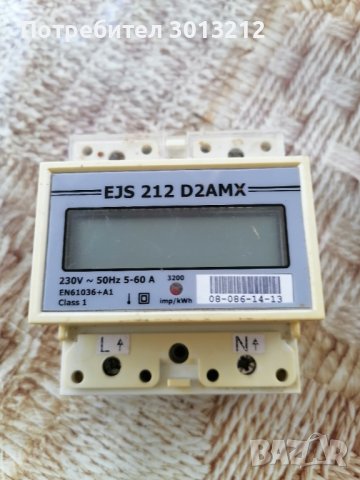 Потребител 3013212
EJS 212 D2AMX
230V ~ 50Hz 5-60 A
3200
EN61036+A1
Class 1
imp/kWh
08-086-14-13
L N
BAZAR